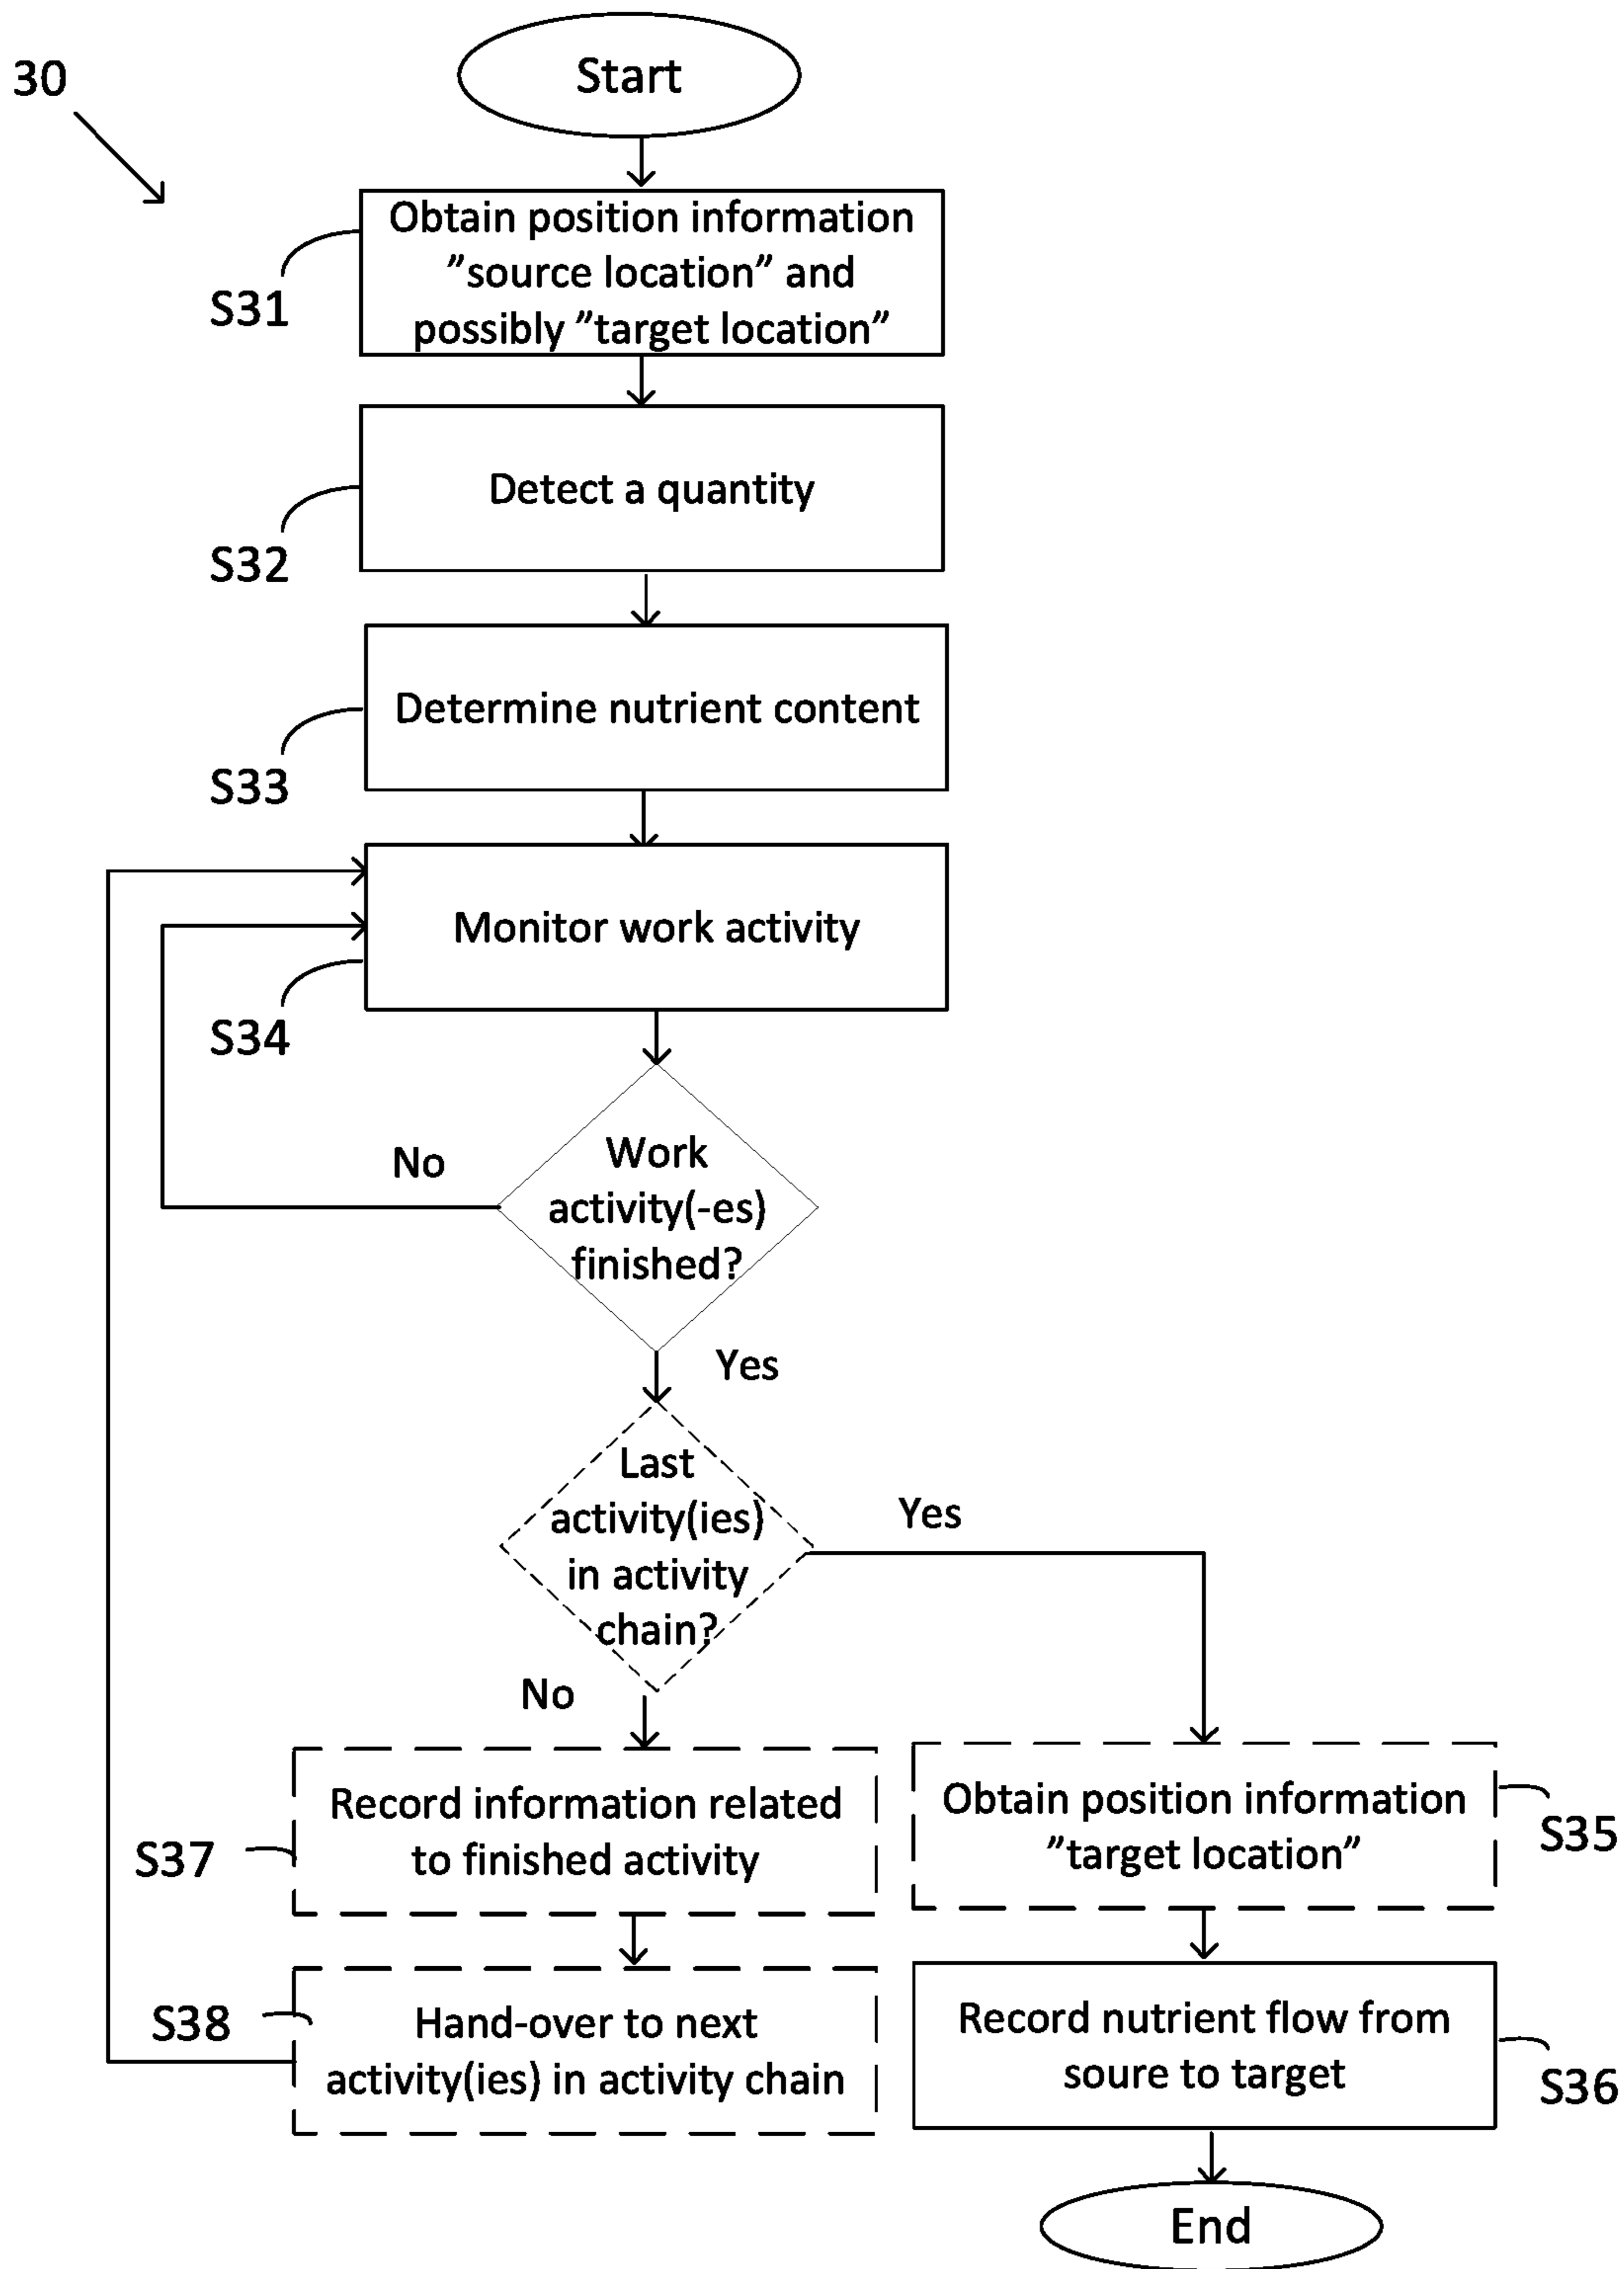 Start
30
Obtain position information
”source location” and
possibly ”target location”
S31
Detect a quantity
S32
Determine nutrient content
S33
Monitor work activity
S34
Work
activity(-es)
finished?
No
Yes
Last
activity(ies)
in activity
chain?
Yes
No
Record information related
to finished activity
S37
Obtain position information
”target location”
S35
Hand-over to next
activity(ies) in activity chain
S38
Record nutrient flow from
soure to target
S36
End